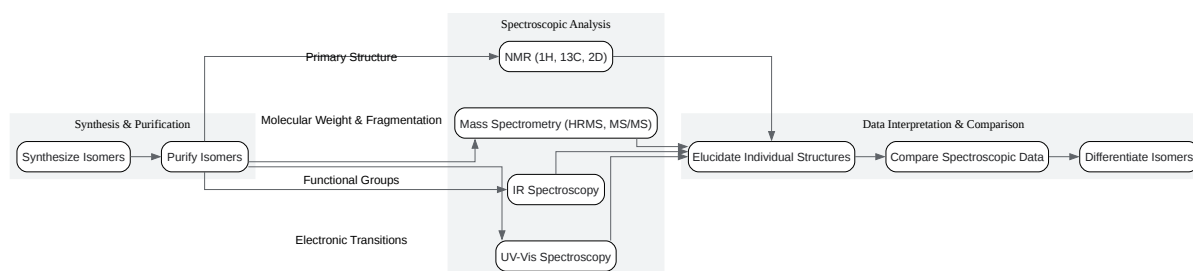 Spectroscopic Analysis
Primary Structure
NMR (1H, 13C, 2D)
Molecular Weight & Fragmentation
Mass Spectrometry (HRMS, MS/MS)
Synthesis & Purification
Data Interpretation & Comparison
Synthesize Isomers
Purify Isomers
Elucidate Individual Structures
Compare Spectroscopic Data
Differentiate Isomers
Functional Groups
IR Spectroscopy
Electronic Transitions
UV-Vis Spectroscopy